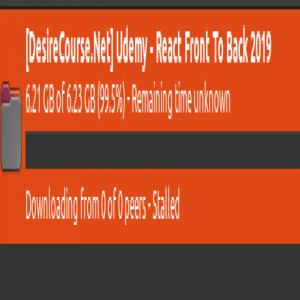 [DesireCourse.Net] Udemy - React Front To Back 2019
6.21 GB of 6.23 GB (99.5%) - Remaining time unknown
Downloading from 0 of 0 peers - Stalled